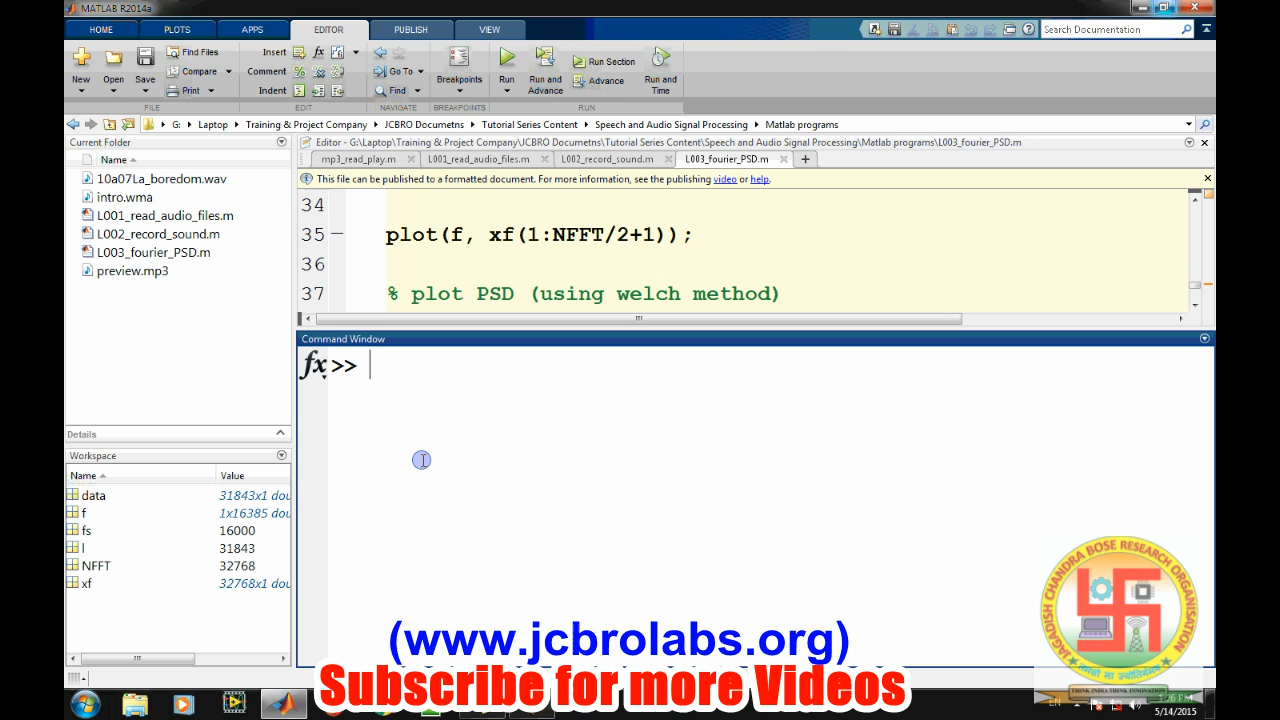 MATLAB R2014a
HOME PLOTS APPS EDITOR PUBLISH VIEW
Search Documentation
New Open Save Find Files Compare Print
Insert Comment Indent
Go To Find
Breakpoints Run Run and Advance Run Section Advance Run and Time
FILE EDIT NAVIGATE BREAKPOINTS RUN
G: Laptop Training & Project Company JCBRO Documetns Tutorial Series Content Speech and Audio Signal Processing Matlab programs
Current Folder
Name
10a07La_boredom.wav
intro.wma
L001_read_audio_files.m
L002_record_sound.m
L003_fourier_PSD.m
preview.mp3
Details
Workspace
Name Value
data 31843x1 dou
f 1x16385 dou
fs 16000
l 31843
NFFT 32768
xf 32768x1 dou
Editor - G:\Laptop\Training & Project Company\JCBRO Documetns\Tutorial Series Content\Speech and Audio Signal Processing\Matlab programs\L003_fourier_PSD.m
mp3_read_play.m L001_read_audio_files.m L002_record_sound.m L003_fourier_PSD.m
This file can be published to a formatted document. For more information, see the publishing video or help.
34
35 plot(f, xf(1:NFFT/2+1));
36
37 % plot PSD (using welch method)
Command Window
fx >>
JAGADISH CHANDRA BOSE RESEARCH ORGANISATION
THINK INDIA THINK INNOVATION
(www.jcbrolabs.org)
Subscribe for more Videos
EN
1:26 PM
5/14/2015